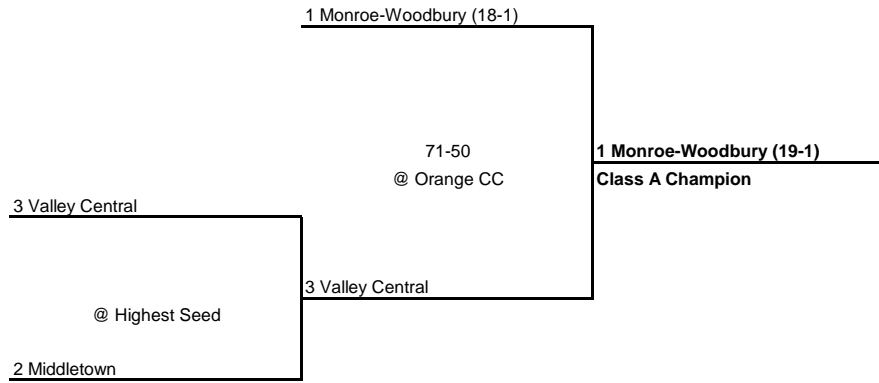 1 Monroe-Woodbury (18-1)
71-50
1 Monroe-Woodbury (19-1)
@ Orange CC
Class A Champion
3 Valley Central
3 Valley Central
@ Highest Seed
2 Middletown